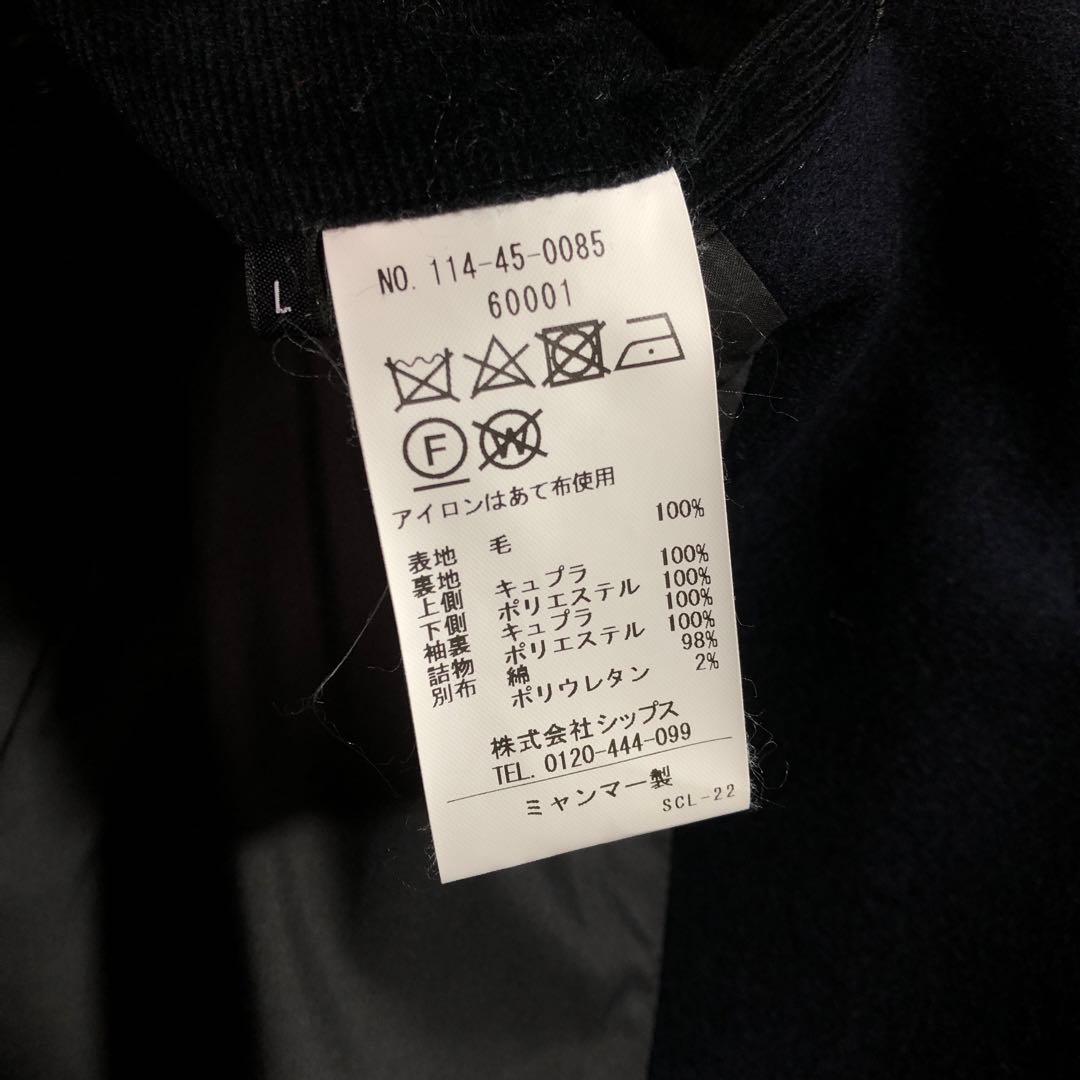 L
NO. 114-45-0085
60001
F W
アイロンはあて布使用
表地 毛 100%
裏地
上側 キュプラ 100%
下側 ポリエステル 100%
袖裏 キュプラ 100%
詰物 ポリエステル 100%
別布 綿 98%
ポリウレタン 2%
株式会社シップス
TEL. 0120-444-099
ミャンマー製
SCL-22